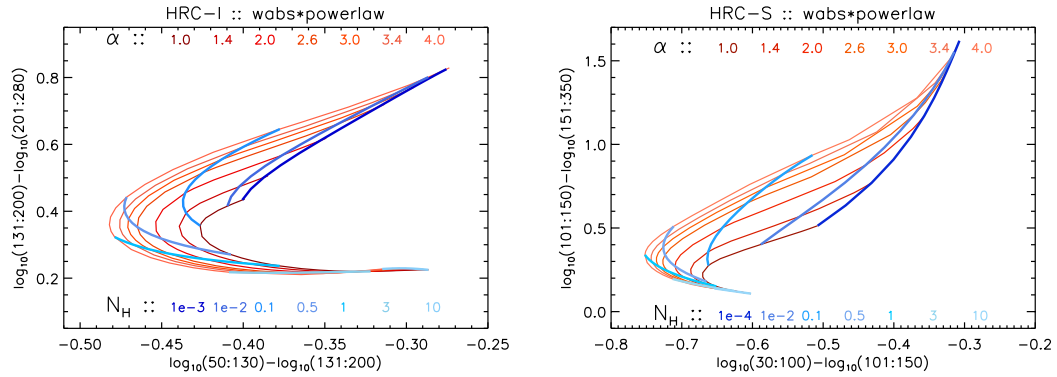 HRC-I :: wabs*powerlaw
α :: 1.0 1.4 2.0 2.6 3.0 3.4 4.0
log₁₀(131:200)−log₁₀(201:280)
0.8
0.6
0.4
0.2
N_H :: 1e-3 1e-2 0.1 0.5 1 3 10
−0.50 −0.45 −0.40 −0.35 −0.30 −0.25
log₁₀(50:130)−log₁₀(131:200)
HRC-S :: wabs*powerlaw
α :: 1.0 1.4 2.0 2.6 3.0 3.4 4.0
log₁₀(101:150)−log₁₀(151:350)
1.5
1.0
0.5
0.0
N_H :: 1e-4 1e-2 0.1 0.5 1 3 10
−0.8 −0.7 −0.6 −0.5 −0.4 −0.3 −0.2
log₁₀(30:100)−log₁₀(101:150)